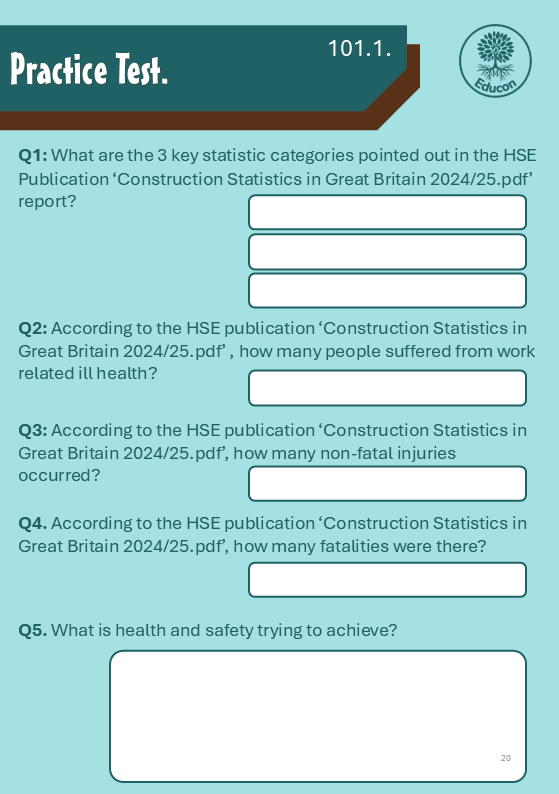 101.1.
Practice Test.
Educon
Q1: What are the 3 key statistic categories pointed out in the HSE
Publication ‘Construction Statistics in Great Britain 2024/25.pdf’
report?
Q2: According to the HSE publication ‘Construction Statistics in
Great Britain 2024/25.pdf’ , how many people suffered from work
related ill health?
Q3: According to the HSE publication ‘Construction Statistics in
Great Britain 2024/25.pdf’, how many non-fatal injuries
occurred?
Q4. According to the HSE publication ‘Construction Statistics in
Great Britain 2024/25.pdf’, how many fatalities were there?
Q5. What is health and safety trying to achieve?
20